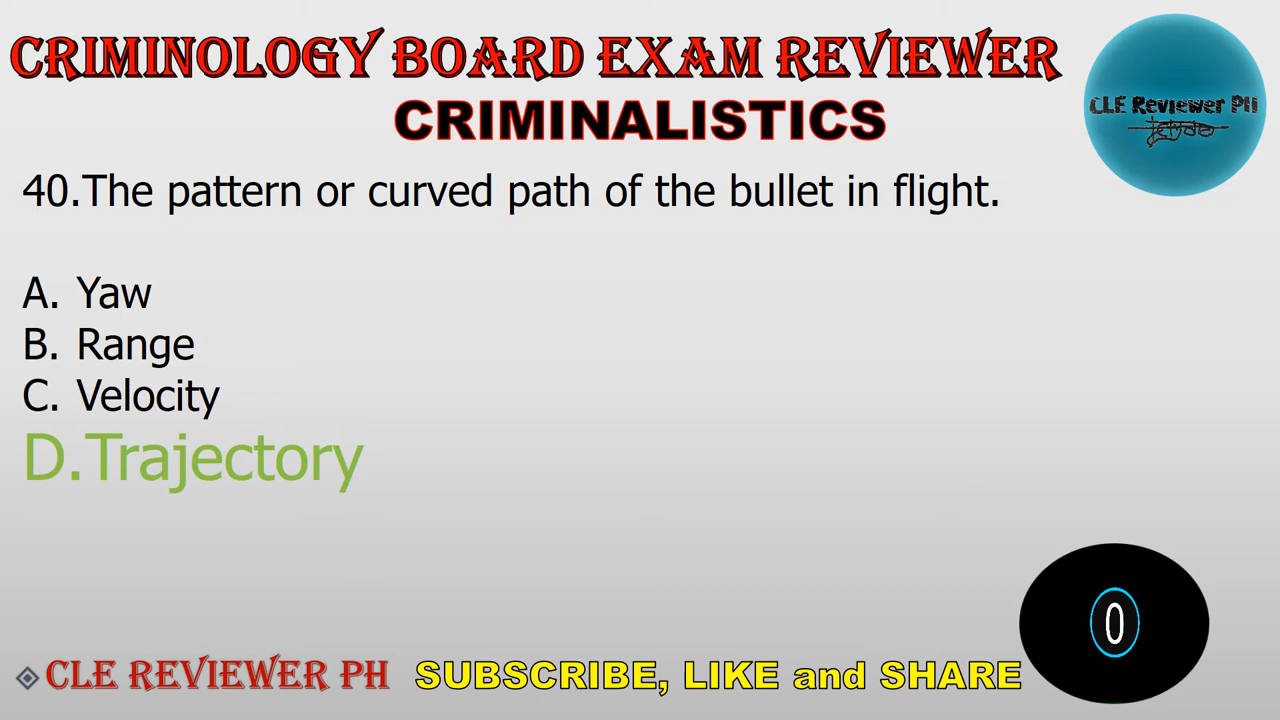 CRIMINOLOGY BOARD EXAM REVIEWER
CRIMINALISTICS
CLE Reviewer PH
40.The pattern or curved path of the bullet in flight.
A. Yaw
B. Range
C. Velocity
D.Trajectory
0
CLE REVIEWER PH SUBSCRIBE, LIKE and SHARE